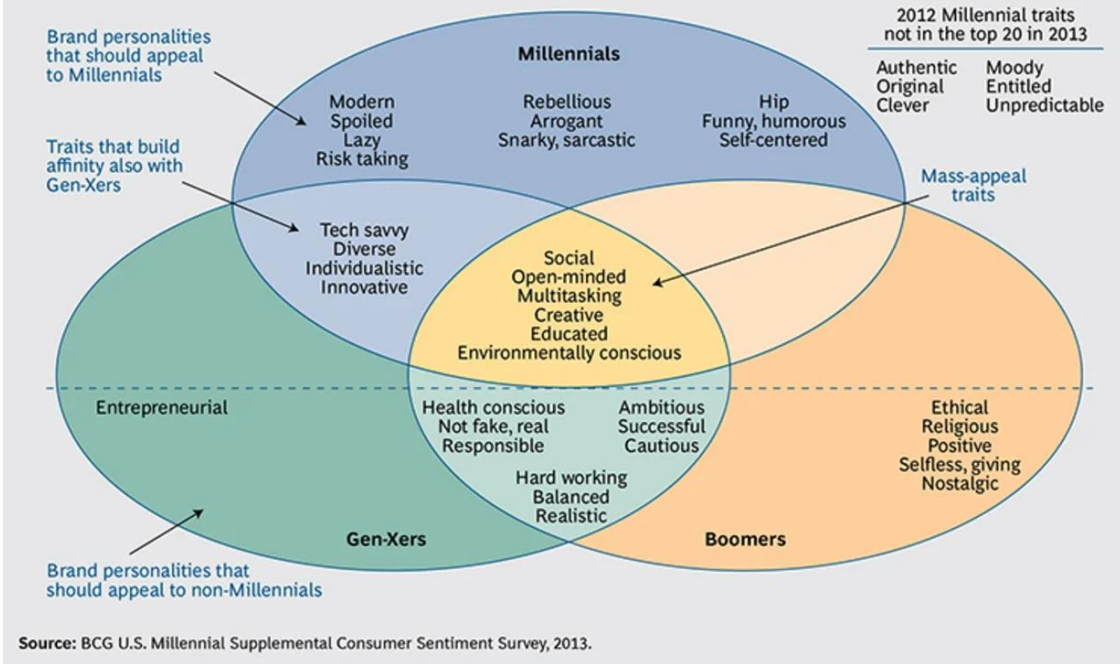 Brand personalities
that should appeal
to Millennials
Millennials
2012 Millennial traits
not in the top 20 in 2013
Authentic
Original
Clever
Moody
Entitled
Unpredictable
Modern
Spoiled
Lazy
Risk taking
Rebellious
Arrogant
Snarky, sarcastic
Hip
Funny, humorous
Self-centered
Traits that build
affinity also with
Gen-Xers
Mass-appeal
traits
Tech savvy
Diverse
Individualistic
Innovative
Social
Open-minded
Multitasking
Creative
Educated
Environmentally conscious
Entrepreneurial
Health conscious
Not fake, real
Responsible
Ambitious
Successful
Cautious
Hard working
Balanced
Realistic
Ethical
Religious
Positive
Selfless, giving
Nostalgic
Gen-Xers
Boomers
Brand personalities that
should appeal to non-Millennials
Source: BCG U.S. Millennial Supplemental Consumer Sentiment Survey, 2013.